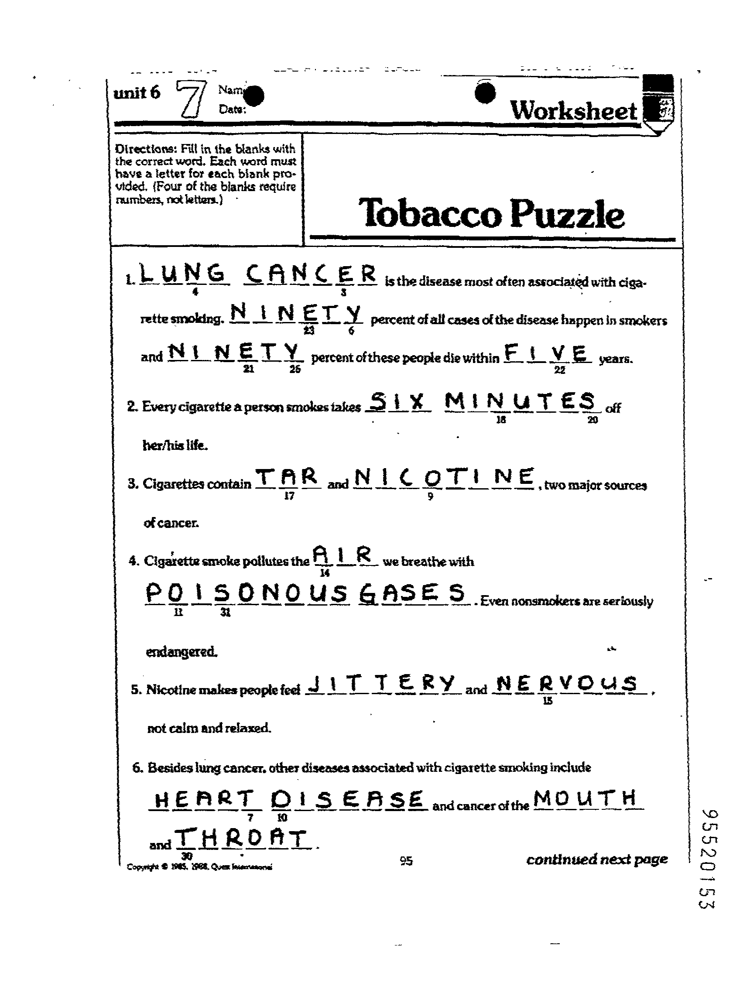 unit 6 7 Nam
Date:
Worksheet
Directions: Fill in the blanks with
the correct word. Each word must
have a letter for each blank pro-
vided. (Four of the blanks require
numbers, not letters.)
Tobacco Puzzle
1. LUNG CANCER is the disease most often associated with ciga-
4 3
rette smoking. NINETY percent of all cases of the disease happen in smokers
23 6
and NINETY percent of these people die within FIVE years.
21 26 22
2. Every cigarette a person smokes takes SIX MINUTES off
18 20
her/his life.
3. Cigarettes contain TAR and NICOTINE, two major sources
17 9
of cancer.
4. Cigarette smoke pollutes the AIR we breathe with
14
POISONOUS GASES. Even nonsmokers are seriously
11 31
endangered.
5. Nicotine makes people feel JITTERY and NERVOUS,
15
not calm and relaxed.
6. Besides lung cancer, other diseases associated with cigarette smoking include
HEART DISEASE and cancer of the MOUTH
7 10
and THROAT.
30
Copyright © 1985, 1988, Quest International
95
continued next page
95520153